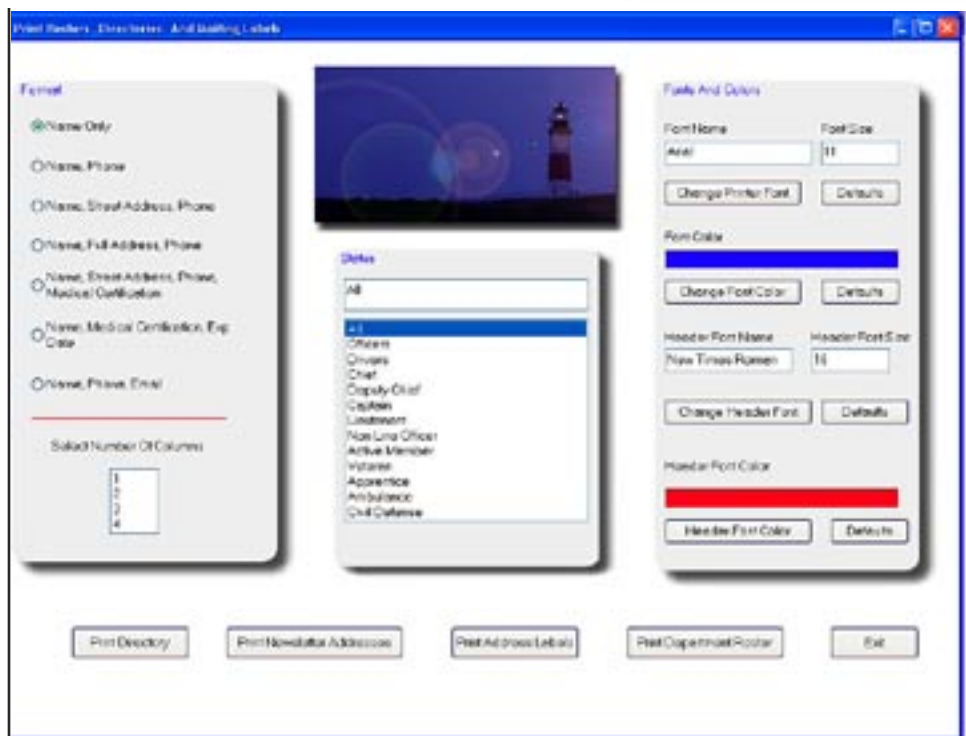 Print Rosters, Directories, And Mailing Labels
Format
Name Only
Name, Phone
Name, Street Address, Phone
Name, Full Address, Phone
Name, Street Address, Phone,
Medical Certification
Name, Medical Certification, Exp
Date
Name, Phone, Email
Select Number Of Columns
1
2
3
4
Status
All
All
Officers
Drivers
Chief
Deputy Chief
Captain
Lieutenant
Non Line Officer
Active Member
Veteran
Apprentice
Ambulance
Civil Defense
Fonts And Colors
Font Name
Font Size
Arial
11
Change Printer Font
Defaults
Font Color
Change Font Color
Defaults
Header Font Name
Header Font Size
New Times Roman
16
Change Header Font
Defaults
Header Font Color
Header Font Color
Defaults
Print Directory
Print Newsletter Addresses
Print Address Labels
Print Department Roster
Exit